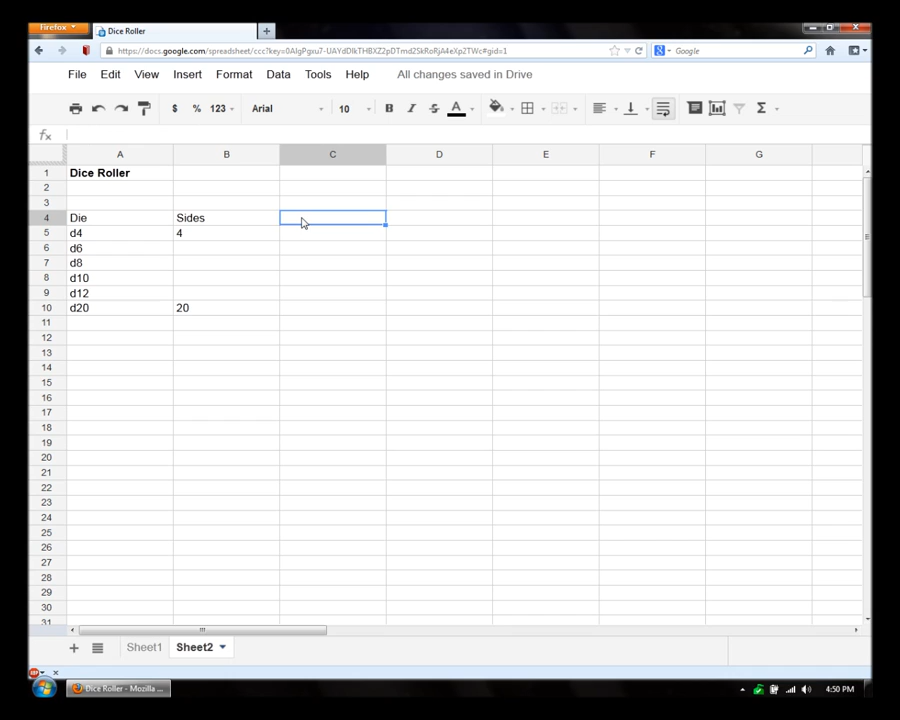 Firefox
Dice Roller
https://docs.google.com/spreadsheet/ccc?key=0AlgPgxu7-UAYdDlkTHBXZ2pDTmd2SkRoRjA4eXpZTWc#gid=1
Google
File Edit View Insert Format Data Tools Help All changes saved in Drive
$ % 123 Arial 10 B I S A Σ
fx
A B C D E F G
1 Dice Roller
2
3
4 Die Sides
5 d4 4
6 d6
7 d8
8 d10
9 d12
10 d20 20
11
12
13
14
15
16
17
18
19
20
21
22
23
24
25
26
27
28
29
30
31
Sheet1 Sheet2
Dice Roller - Mozilla ...
4:50 PM